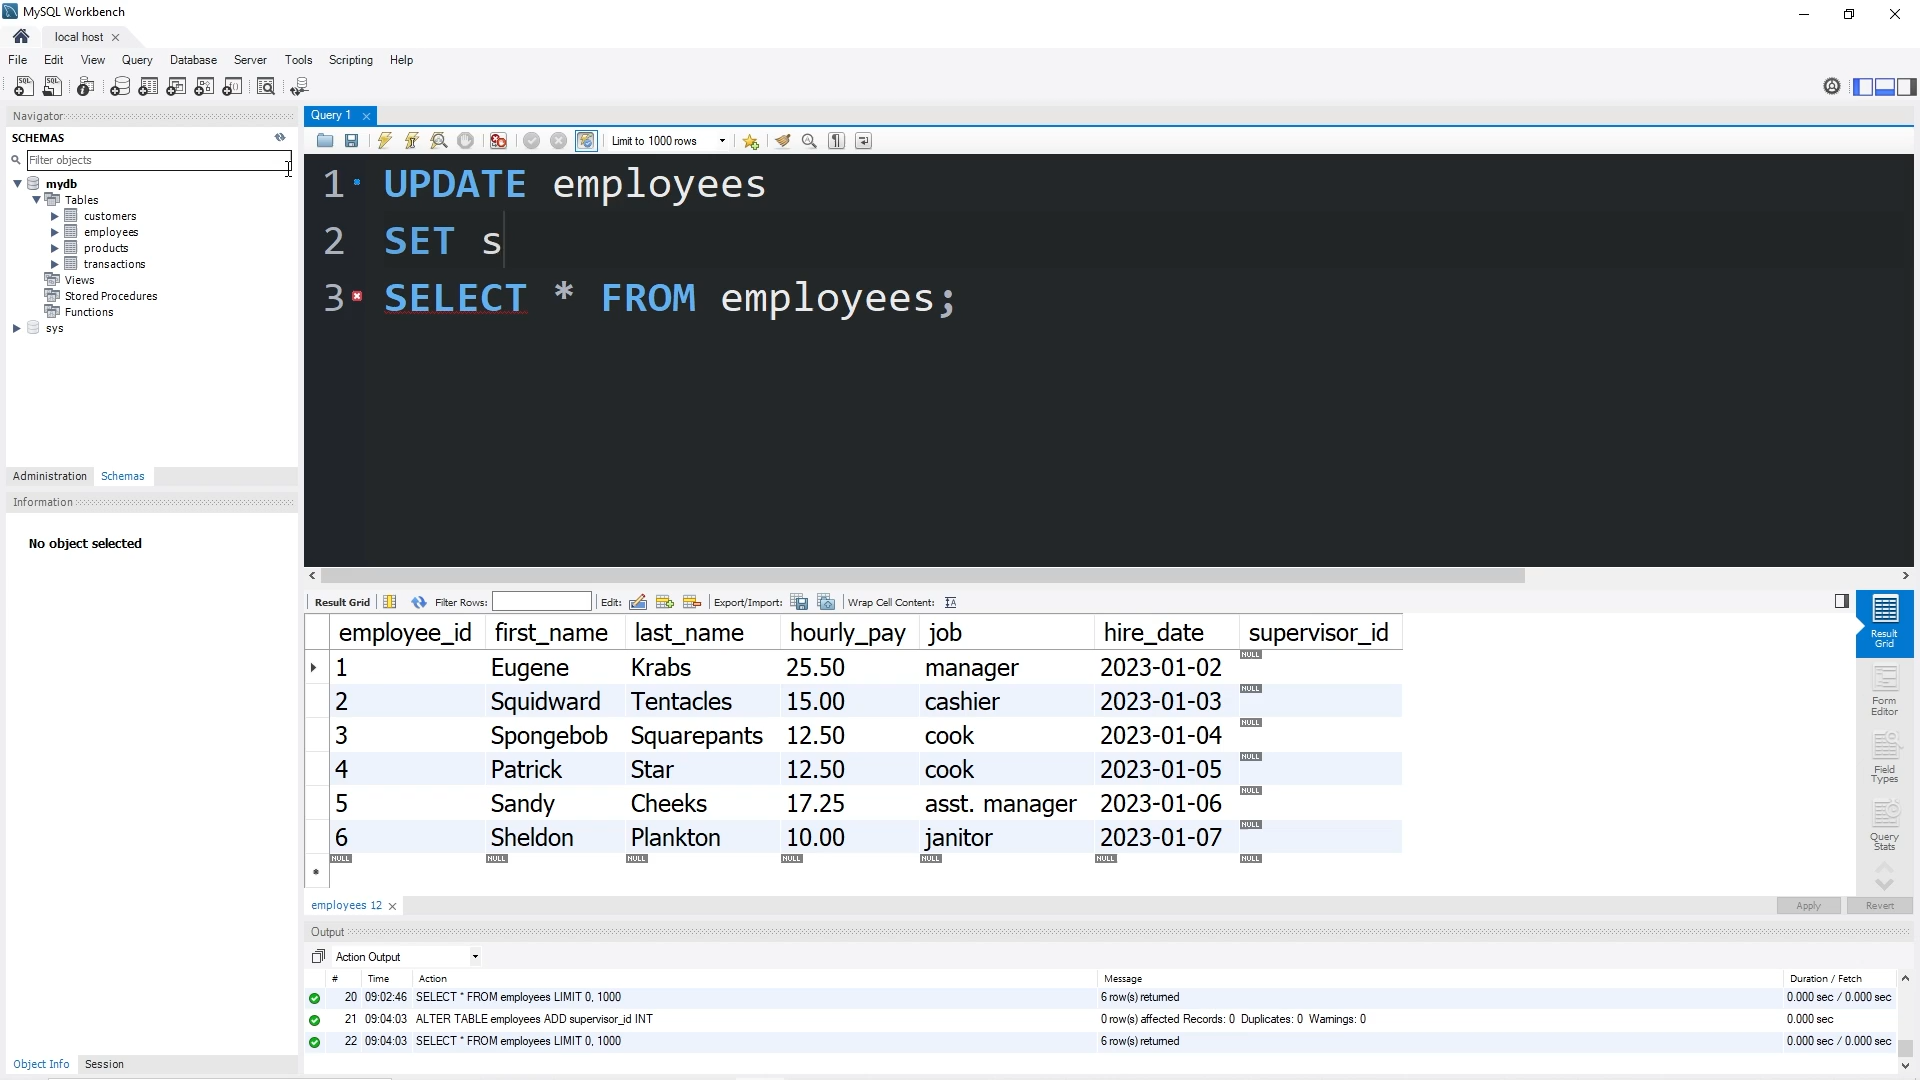 MySQL Workbench
local host
File Edit View Query Database Server Tools Scripting Help
Navigator
SCHEMAS
Filter objects
mydb
Tables
customers
employees
products
transactions
Views
Stored Procedures
Functions
sys
Administration Schemas
Information
No object selected
Object Info Session
Query 1
Limit to 1000 rows
1 UPDATE employees
2 SET s
3 SELECT * FROM employees;
Result Grid Filter Rows: Edit: Export/Import: Wrap Cell Content:
employee_id first_name last_name hourly_pay job hire_date supervisor_id
1 Eugene Krabs 25.50 manager 2023-01-02 NULL
2 Squidward Tentacles 15.00 cashier 2023-01-03 NULL
3 Spongebob Squarepants 12.50 cook 2023-01-04 NULL
4 Patrick Star 12.50 cook 2023-01-05 NULL
5 Sandy Cheeks 17.25 asst. manager 2023-01-06 NULL
6 Sheldon Plankton 10.00 janitor 2023-01-07 NULL
NULL NULL NULL NULL NULL NULL NULL
Result
Grid
Form
Editor
Field
Types
Query
Stats
employees 12
Apply Revert
Output
Action Output
# Time Action Message Duration / Fetch
20 09:02:46 SELECT * FROM employees LIMIT 0, 1000 6 row(s) returned 0.000 sec / 0.000 sec
21 09:04:03 ALTER TABLE employees ADD supervisor_id INT 0 row(s) affected Records: 0 Duplicates: 0 Warnings: 0 0.000 sec
22 09:04:03 SELECT * FROM employees LIMIT 0, 1000 6 row(s) returned 0.000 sec / 0.000 sec